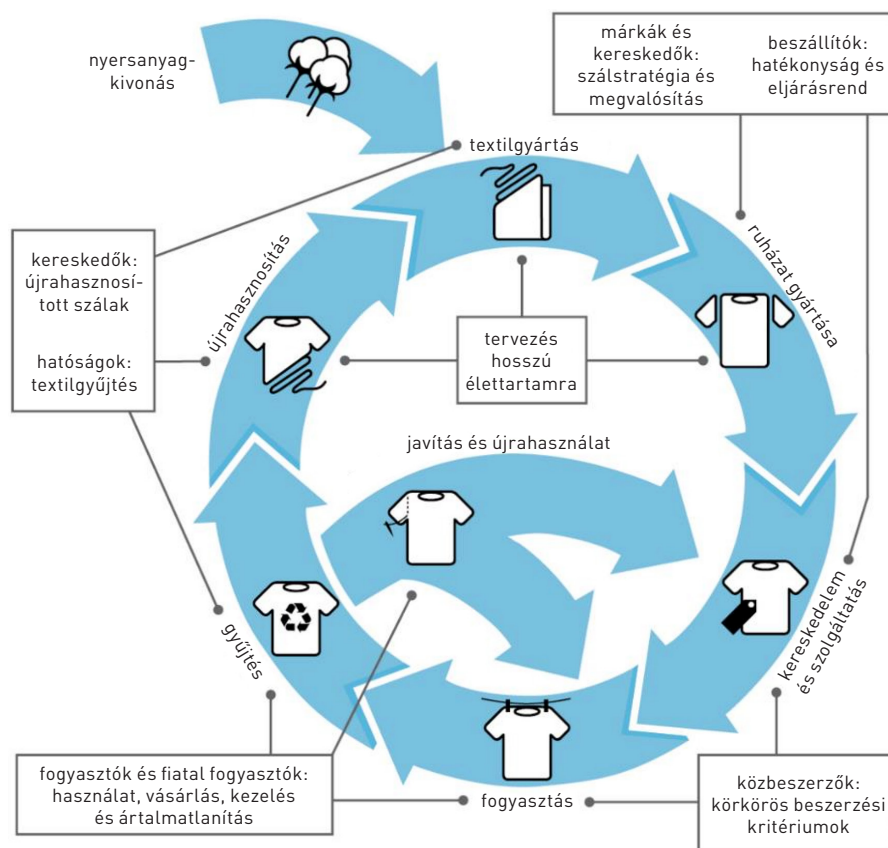 nyersanyag-
kivonás
márkák és
kereskedők:
szálstratégia és
megvalósítás
beszállítók:
hatékonyság és
eljárásrend
textilgyártás
ruházat gyártása
kereskedők:
újrahasznosí-
tott szálak
hatóságok:
textilgyűjtés
újrahasznosítás
tervezés
hosszú
élettartamra
javítás és újrahasználat
kereskedelem
és szolgáltatás
gyűjtés
fogyasztók és fiatal fogyasztók:
használat, vásárlás, kezelés
és ártalmatlanítás
fogyasztás
közbeszerzők:
körkörös beszerzési
kritériumok